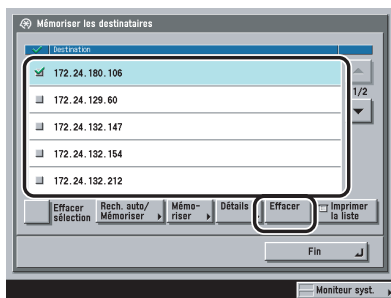 Mémoriser les destinataires
Destination
172.24.180.106
172.24.129.60
172.24.132.147
172.24.132.154
172.24.132.212
1/2
Effacer sélection
Rech. auto/ Mémoriser
Mémo- riser
Détails
Effacer
Imprimer la liste
Fin
Moniteur syst.